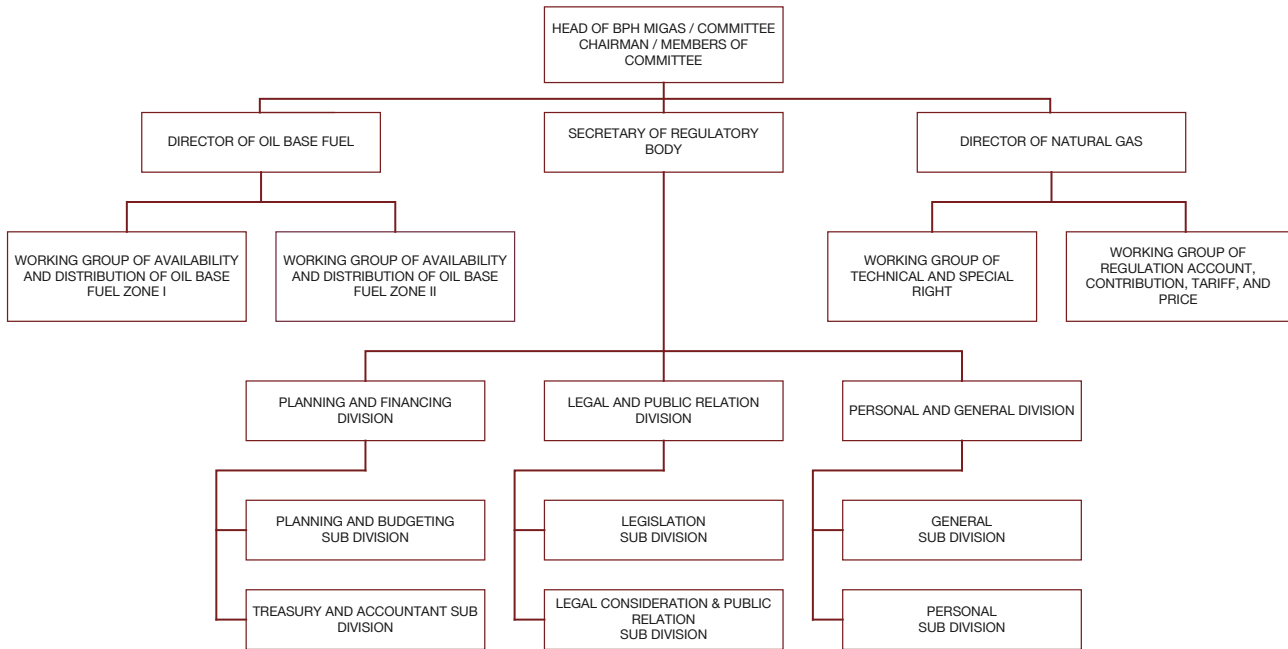 HEAD OF BPH MIGAS / COMMITTEE
CHAIRMAN / MEMBERS OF
COMMITTEE
DIRECTOR OF OIL BASE FUEL
SECRETARY OF REGULATORY
BODY
DIRECTOR OF NATURAL GAS
WORKING GROUP OF AVAILABILITY
AND DISTRIBUTION OF OIL BASE
FUEL ZONE I
WORKING GROUP OF AVAILABILITY
AND DISTRIBUTION OF OIL BASE
FUEL ZONE II
WORKING GROUP OF
TECHNICAL AND SPECIAL
RIGHT
WORKING GROUP OF
REGULATION ACCOUNT,
CONTRIBUTION, TARIFF, AND
PRICE
PLANNING AND FINANCING
DIVISION
LEGAL AND PUBLIC RELATION
DIVISION
PERSONAL AND GENERAL DIVISION
PLANNING AND BUDGETING
SUB DIVISION
LEGISLATION
SUB DIVISION
GENERAL
SUB DIVISION
TREASURY AND ACCOUNTANT SUB
DIVISION
LEGAL CONSIDERATION & PUBLIC
RELATION
SUB DIVISION
PERSONAL
SUB DIVISION